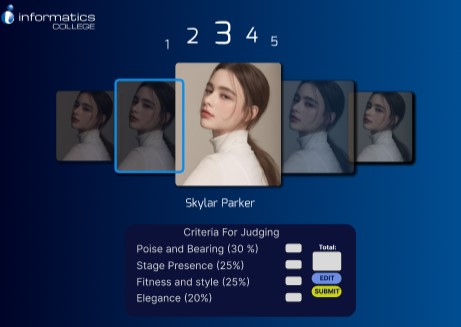 informatics
COLLEGE
1 2 3 4 5
Skylar Parker
Criteria For Judging
Poise and Bearing (30 %)
Total:
Stage Presence (25%)
EDIT
Fitness and style (25%)
SUBMIT
Elegance (20%)